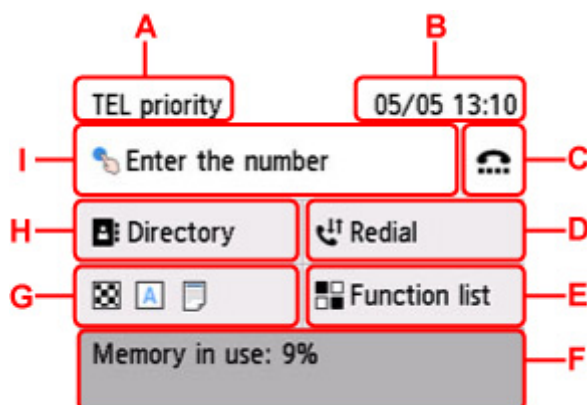 A B
TEL priority 05/05 13:10
I Enter the number C
H Directory Redial D
G A Function list E
Memory in use: 9% F